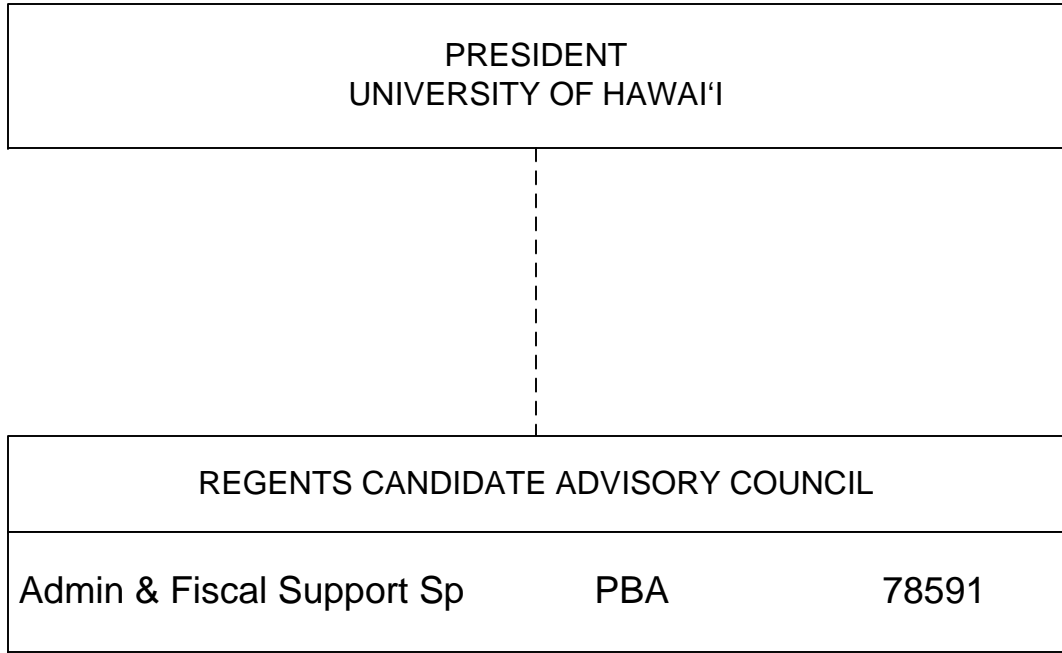 PRESIDENT
UNIVERSITY OF HAWAI‘I
REGENTS CANDIDATE ADVISORY COUNCIL
Admin & Fiscal Support Sp PBA 78591